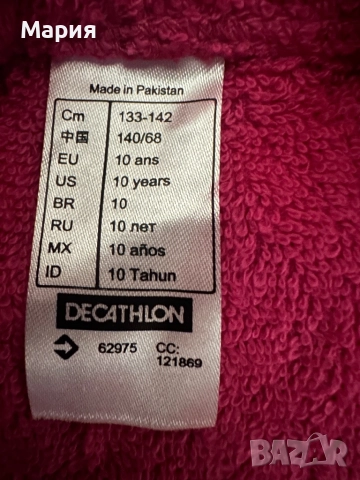 Мария
Made in Pakistan
Cm 133-142
中国 140/68
EU 10 ans
US 10 years
BR 10
RU 10 лет
MX 10 años
ID 10 Tahun
DECATHLON
62975 CC: 121869
BAZAR